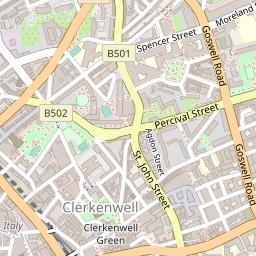 Moreland Street
Goswell Road
Spencer Street
B501
Percival Street
B502
Agdon Street
St. John Street
Goswell Road
Clerkenwell
Italy
Clerkenwell
Green